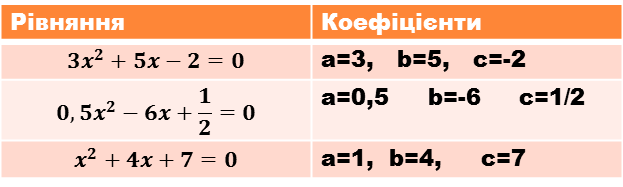 Рівняння Коефіцієнти
3x² + 5x − 2 = 0 a=3, b=5, c=-2
0,5x² − 6x + 1/2 = 0 a=0,5 b=-6 c=1/2
x² + 4x + 7 = 0 a=1, b=4, c=7